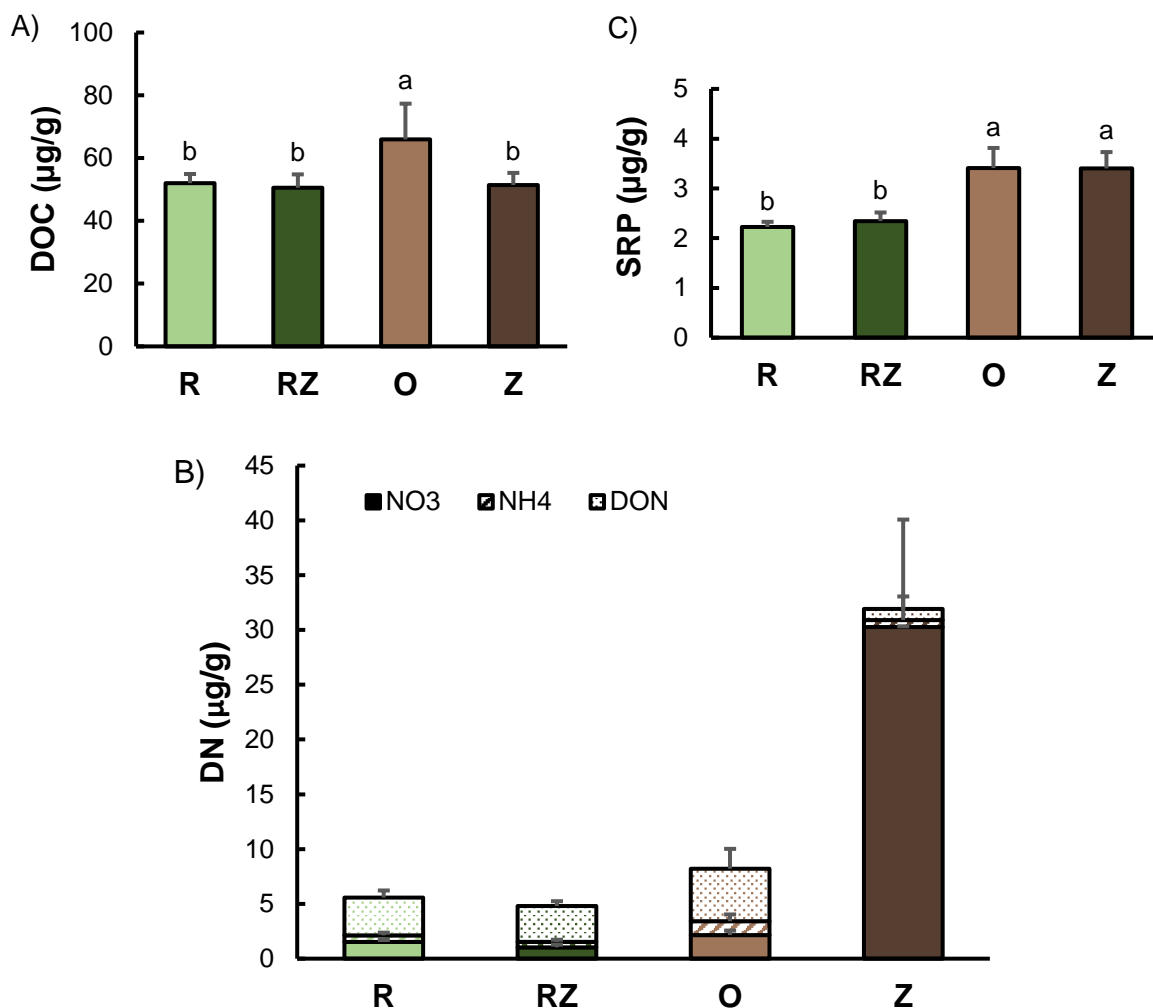 A)
DOC (µg/g)
100
80
60
40
20
0
b
b
a
b
R RZ O Z
C)
SRP (µg/g)
5
4
3
2
1
0
b
b
a
a
R RZ O Z
B)
DN (µg/g)
45
40
35
30
25
20
15
10
5
0
NO3 NH4 DON
R RZ O Z